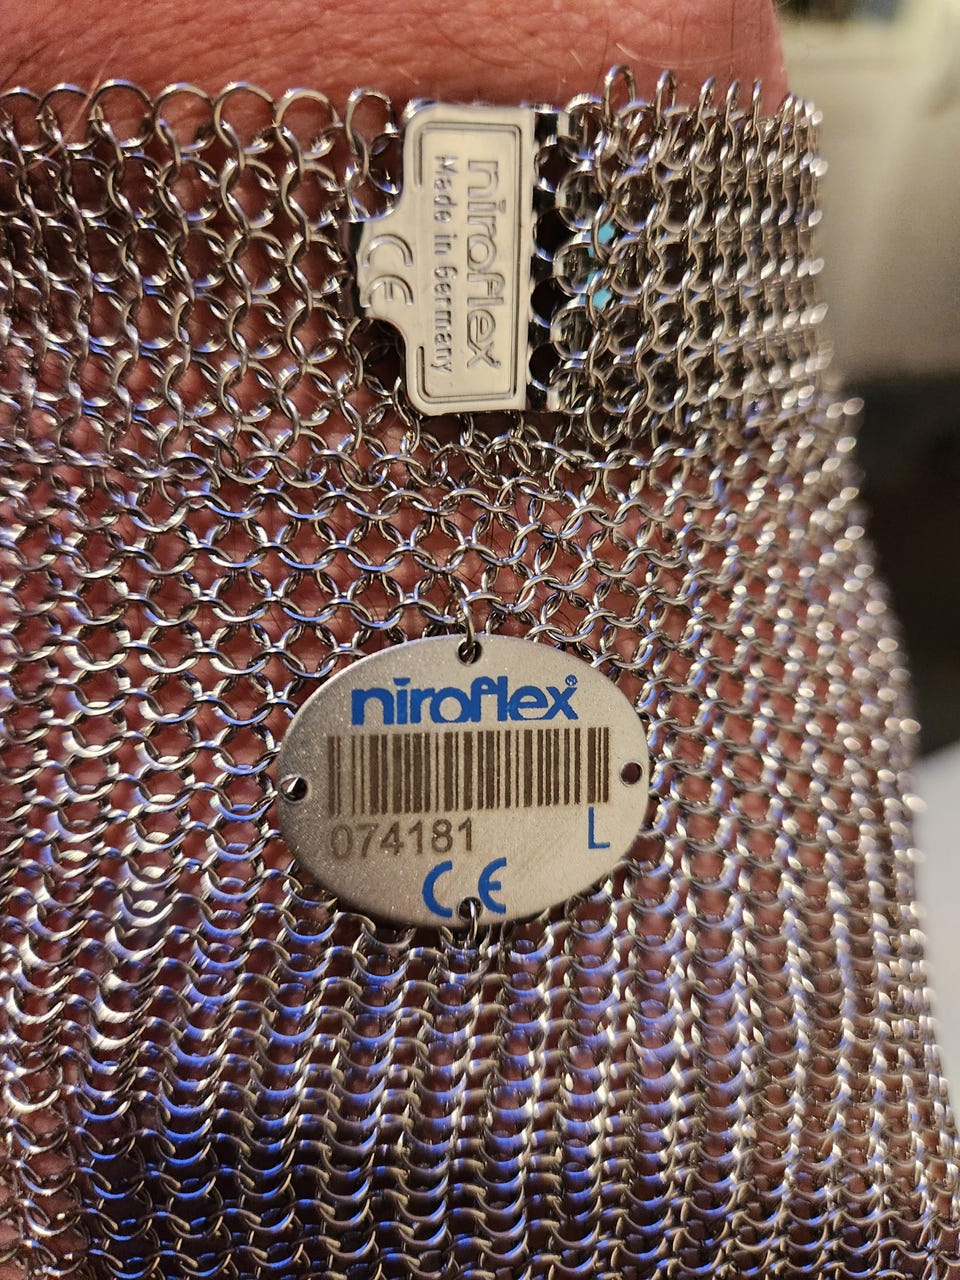 niroflex
Made in Germany
CE
niroflex®
074181
L
CE